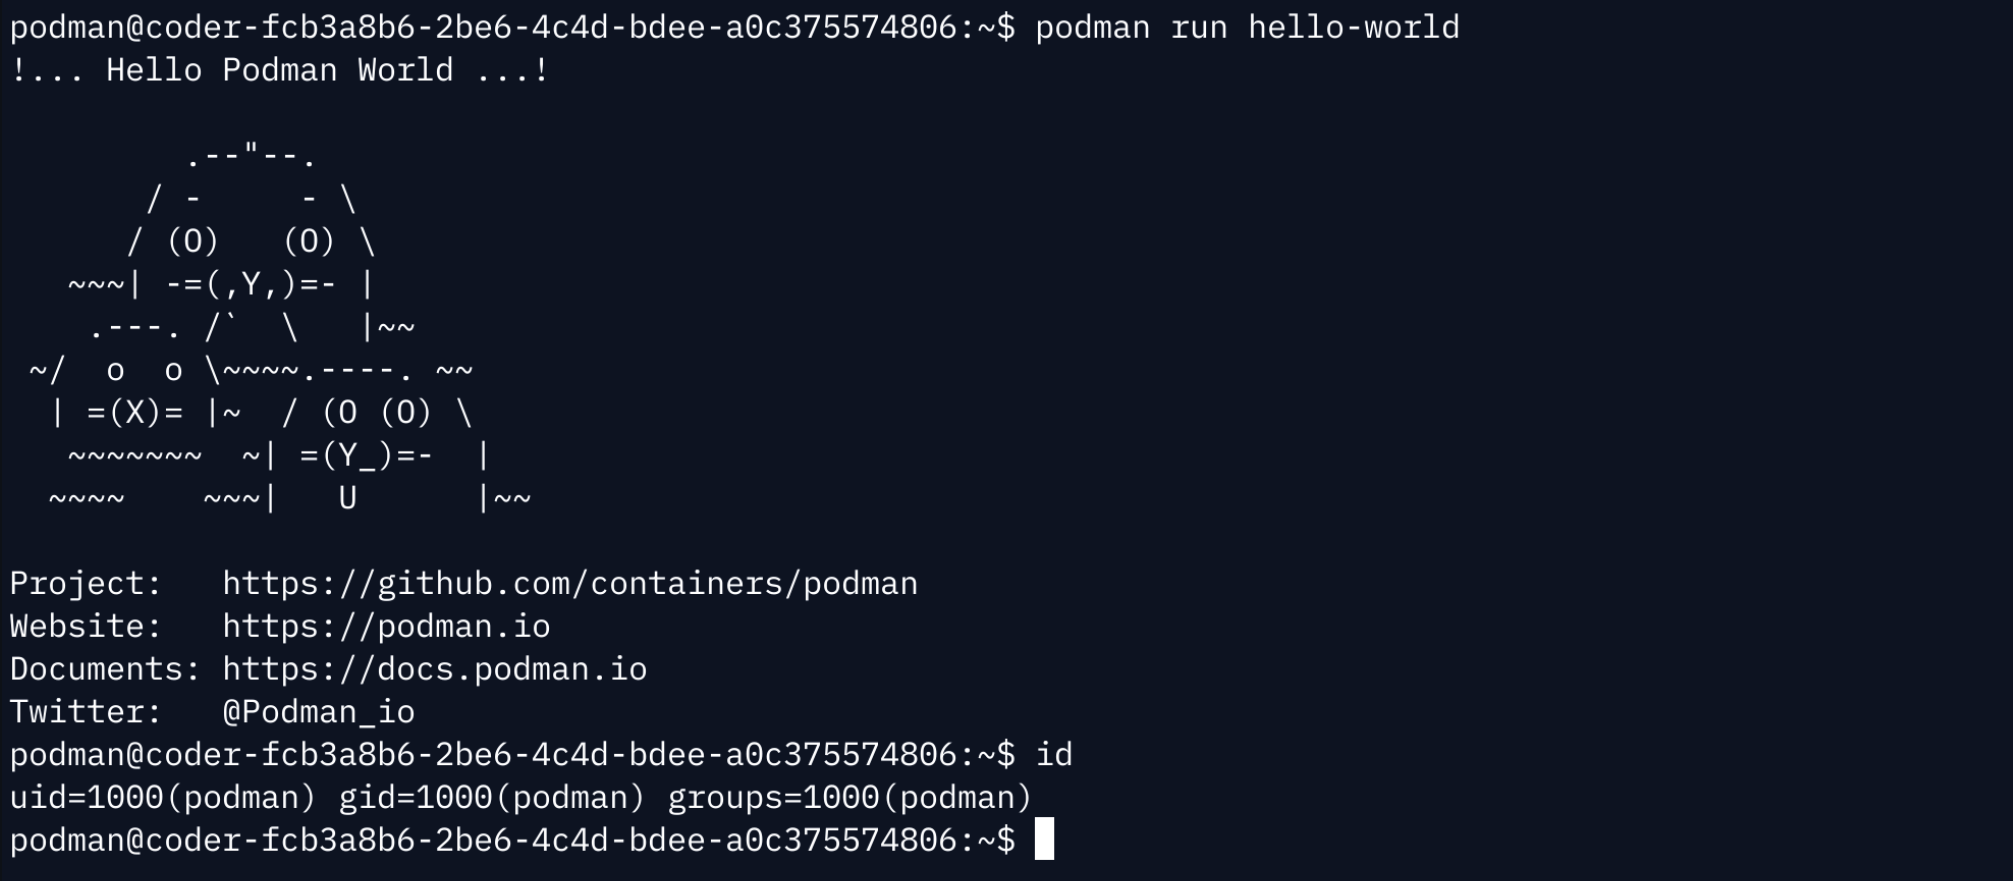 podman@coder-fcb3a8b6-2be6-4c4d-bdee-a0c375574806:~$ podman run hello-world
!... Hello Podman World ...!

         .--"--.
       / -     - \
      / (O)   (O) \
   ~~~| -=(,Y,)=- |
    .---. /`  \   |~~
 ~/  o  o \~~~~.----. ~~
  | =(X)= |~  / (O (O) \
   ~~~~~~~  ~| =(Y_)=-  |
  ~~~~    ~~~|   U      |~~

Project:   https://github.com/containers/podman
Website:   https://podman.io
Documents: https://docs.podman.io
Twitter:   @Podman_io
podman@coder-fcb3a8b6-2be6-4c4d-bdee-a0c375574806:~$ id
uid=1000(podman) gid=1000(podman) groups=1000(podman)
podman@coder-fcb3a8b6-2be6-4c4d-bdee-a0c375574806:~$